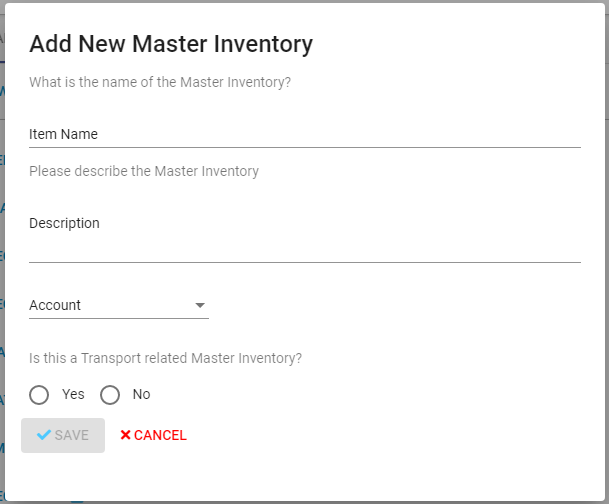 Add New Master Inventory
What is the name of the Master Inventory?
Item Name
Please describe the Master Inventory
Description
Account
Is this a Transport related Master Inventory?
Yes No
SAVE CANCEL